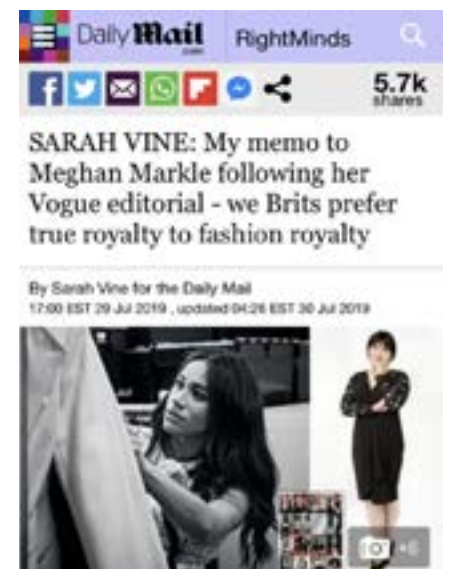 Daily Mail
.com
RightMinds
5.7k
shares
SARAH VINE: My memo to
Meghan Markle following her
Vogue editorial - we Brits prefer
true royalty to fashion royalty
By Sarah Vine for the Daily Mail
17:00 EST 29 Jul 2019 , updated 04:26 EST 30 Jul 2019
+6